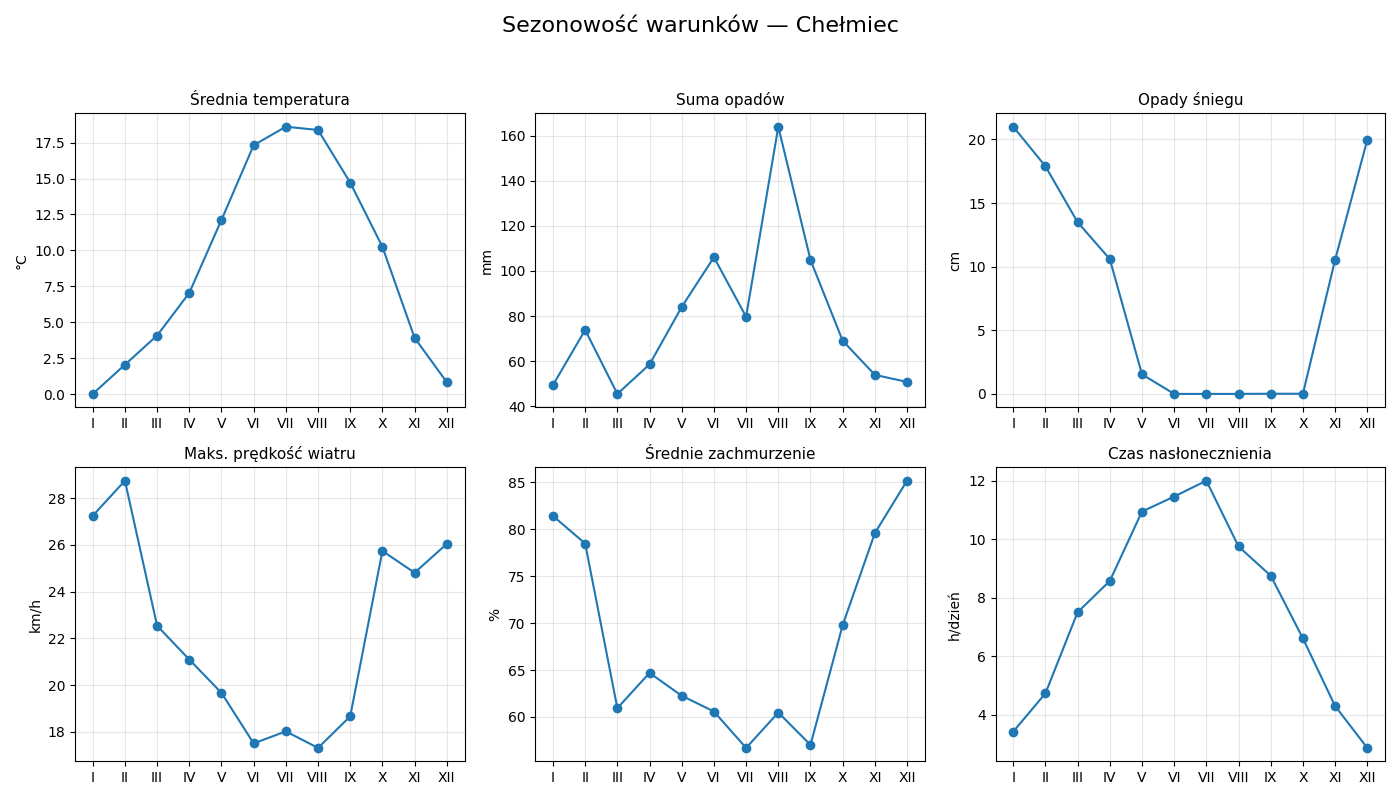 Sezonowość warunków — Chełmiec
Średnia temperatura
°C
17.5
15.0
12.5
10.0
7.5
5.0
2.5
0.0
I II III IV V VI VII VIII IX X XI XII
Suma opadów
mm
160
140
120
100
80
60
40
I II III IV V VI VII VIII IX X XI XII
Opady śniegu
cm
20
15
10
5
0
I II III IV V VI VII VIII IX X XI XII
Maks. prędkość wiatru
km/h
28
26
24
22
20
18
I II III IV V VI VII VIII IX X XI XII
Średnie zachmurzenie
%
85
80
75
70
65
60
I II III IV V VI VII VIII IX X XI XII
Czas nasłonecznienia
h/dzień
12
10
8
6
4
I II III IV V VI VII VIII IX X XI XII